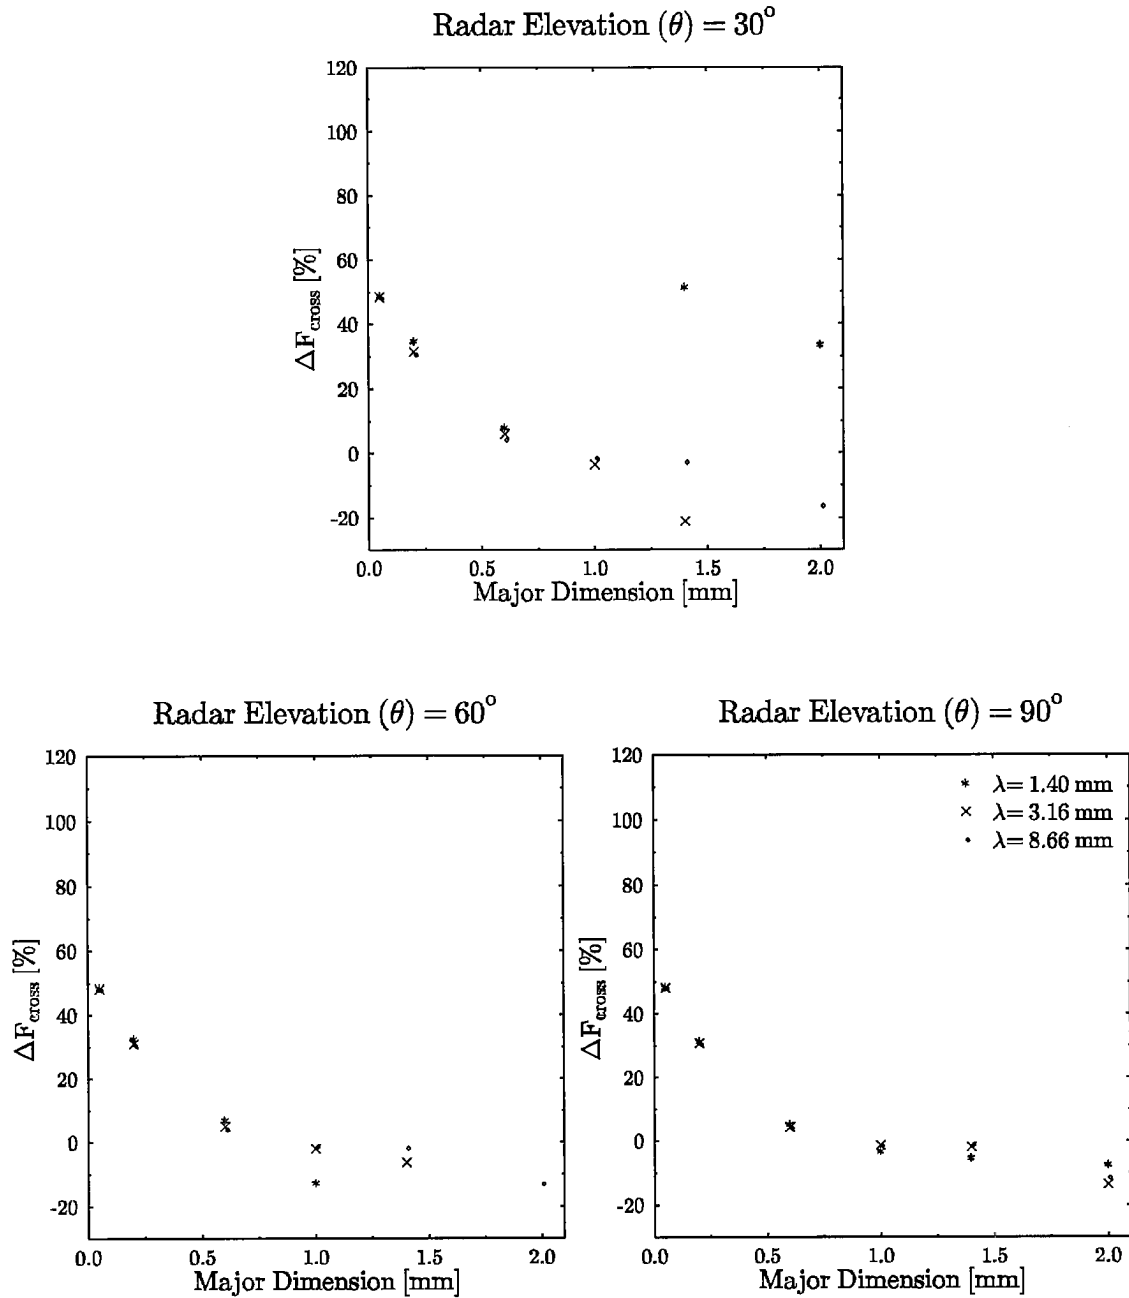 Radar Elevation (θ) = 30°
120
100
80
60
40
20
0
-20
ΔF_cross [%]
0.0 0.5 1.0 1.5 2.0
Major Dimension [mm]
Radar Elevation (θ) = 60°
120
100
80
60
40
20
0
-20
ΔF_cross [%]
0.0 0.5 1.0 1.5 2.0
Major Dimension [mm]
Radar Elevation (θ) = 90°
λ= 1.40 mm
λ= 3.16 mm
λ= 8.66 mm
120
100
80
60
40
20
0
-20
ΔF_cross [%]
0.0 0.5 1.0 1.5 2.0
Major Dimension [mm]